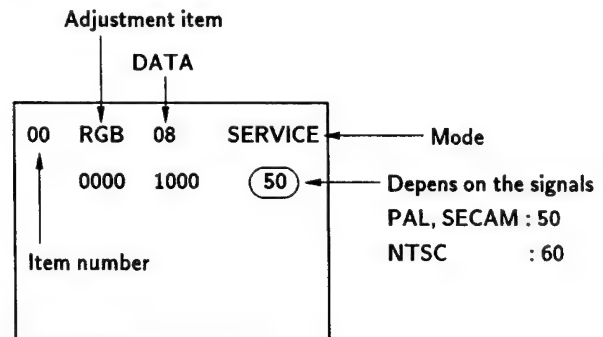 Adjustment item
DATA
00 RGB 08 SERVICE
Mode
0000 1000 50
Depens on the signals
PAL, SECAM : 50
NTSC : 60
Item number